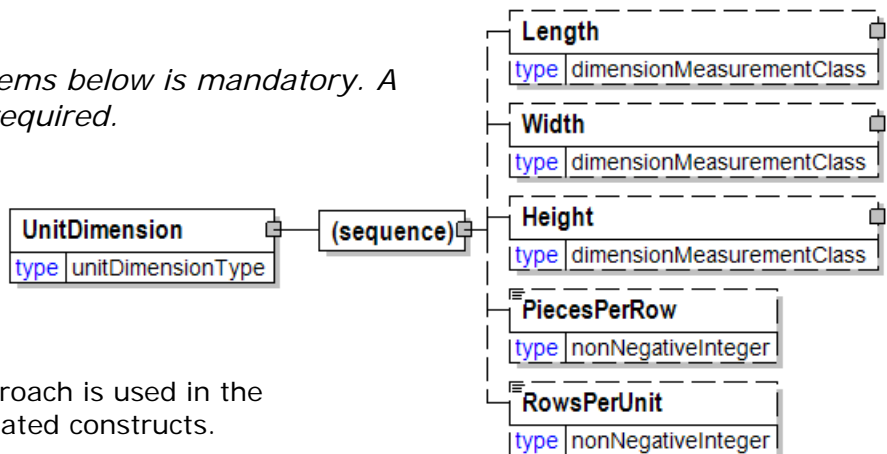 ems below is mandatory. A
equired.
UnitDimension
type unitDimensionType
(sequence)
Length
type dimensionMeasurementClass
Width
type dimensionMeasurementClass
Height
type dimensionMeasurementClass
PiecesPerRow
type nonNegativeInteger
RowsPerUnit
type nonNegativeInteger
roach is used in the
ated constructs.